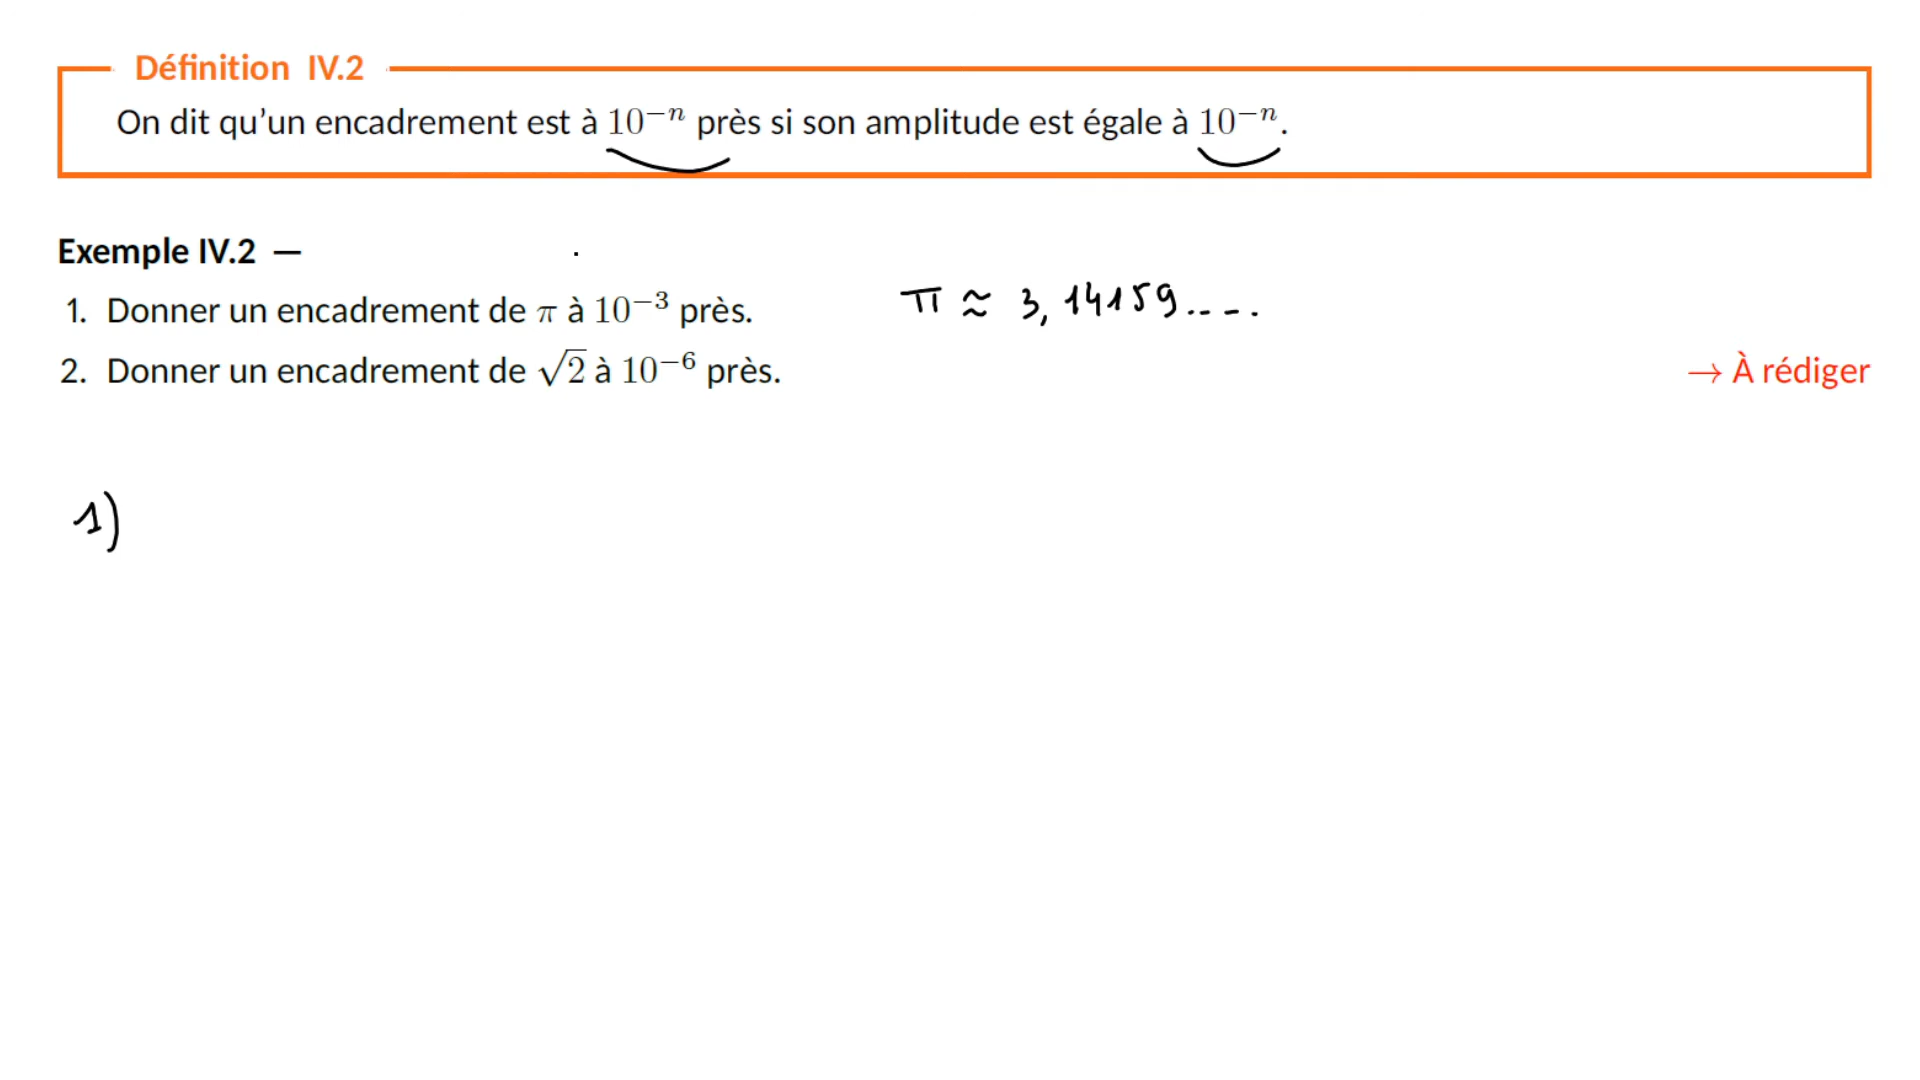 Définition IV.2
On dit qu'un encadrement est à 10⁻ⁿ près si son amplitude est égale à 10⁻ⁿ.
Exemple IV.2 —
1. Donner un encadrement de π à 10⁻³ près.
π ≈ 3,14159....
2. Donner un encadrement de √2 à 10⁻⁶ près.
→ À rédiger
1)